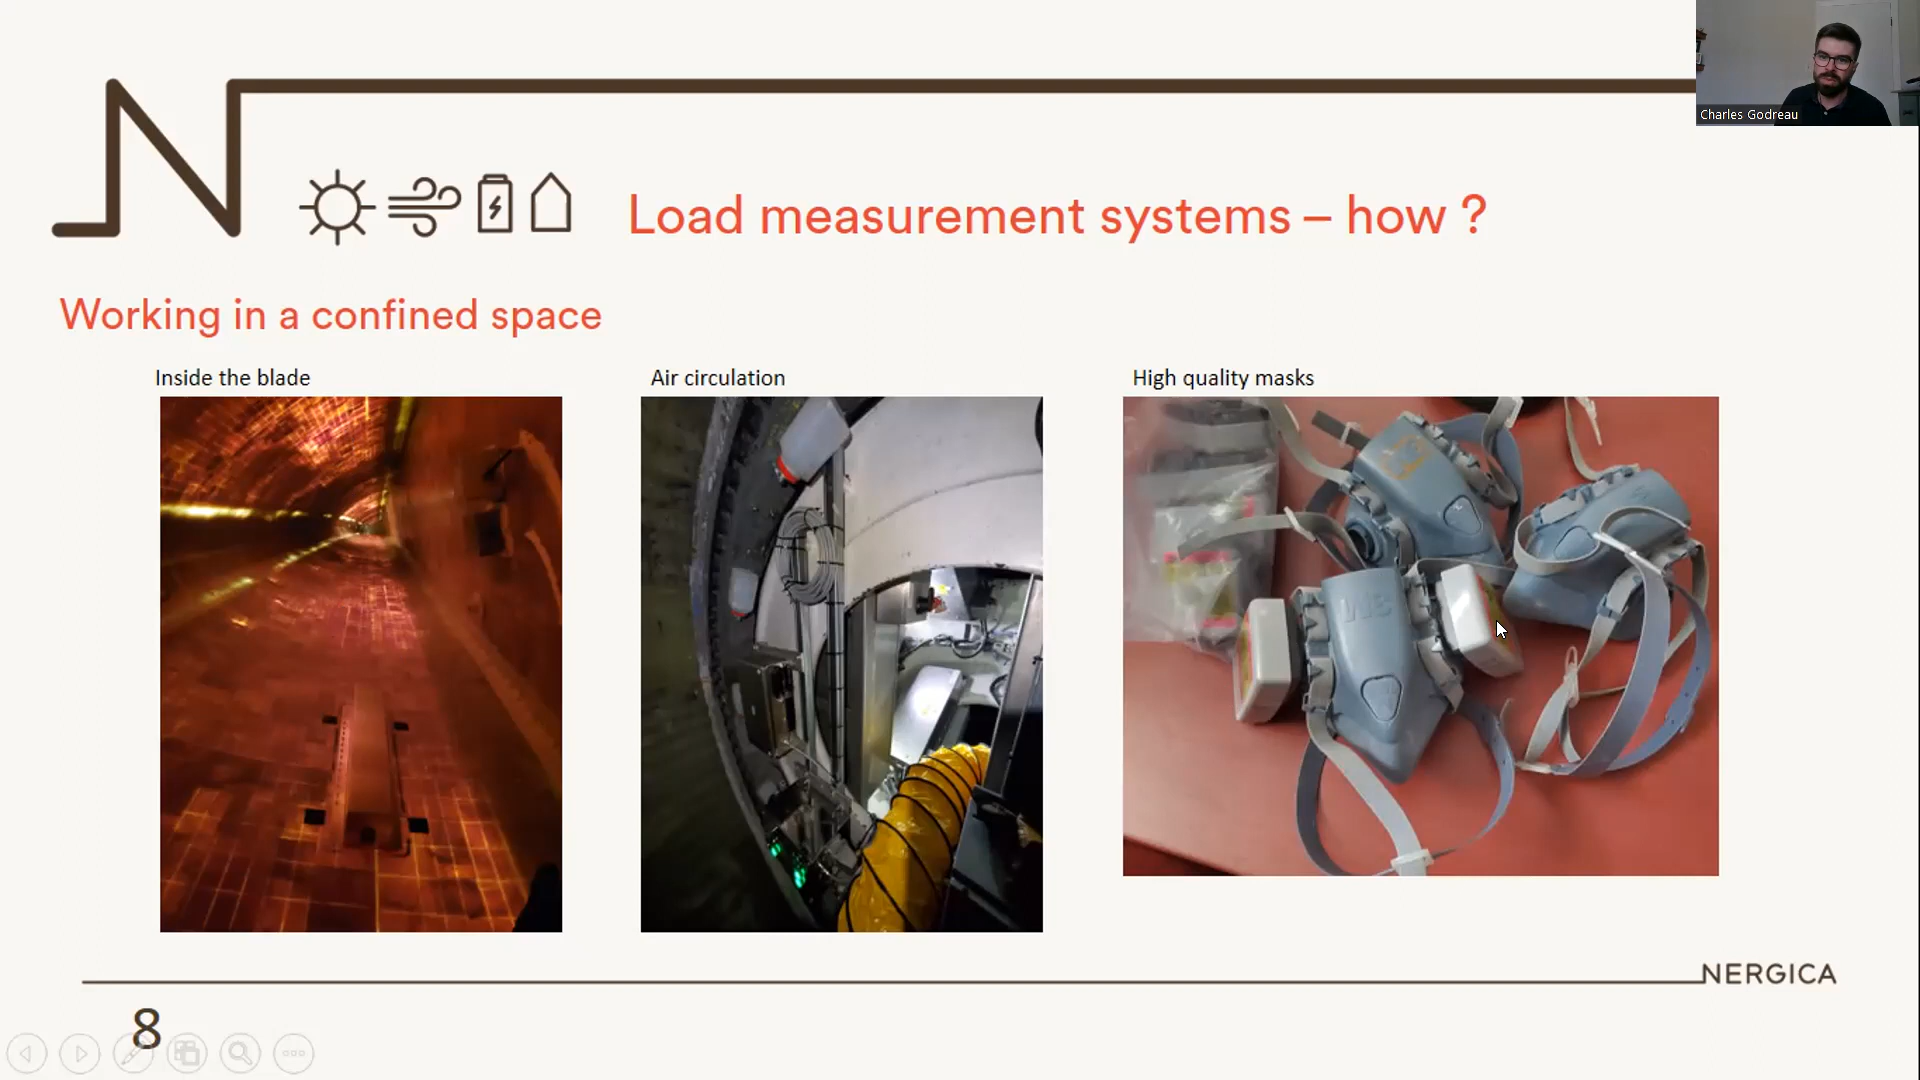 Charles Godreau
Load measurement systems – how ?
Working in a confined space
Inside the blade
Air circulation
High quality masks
3M
NERGICA
8